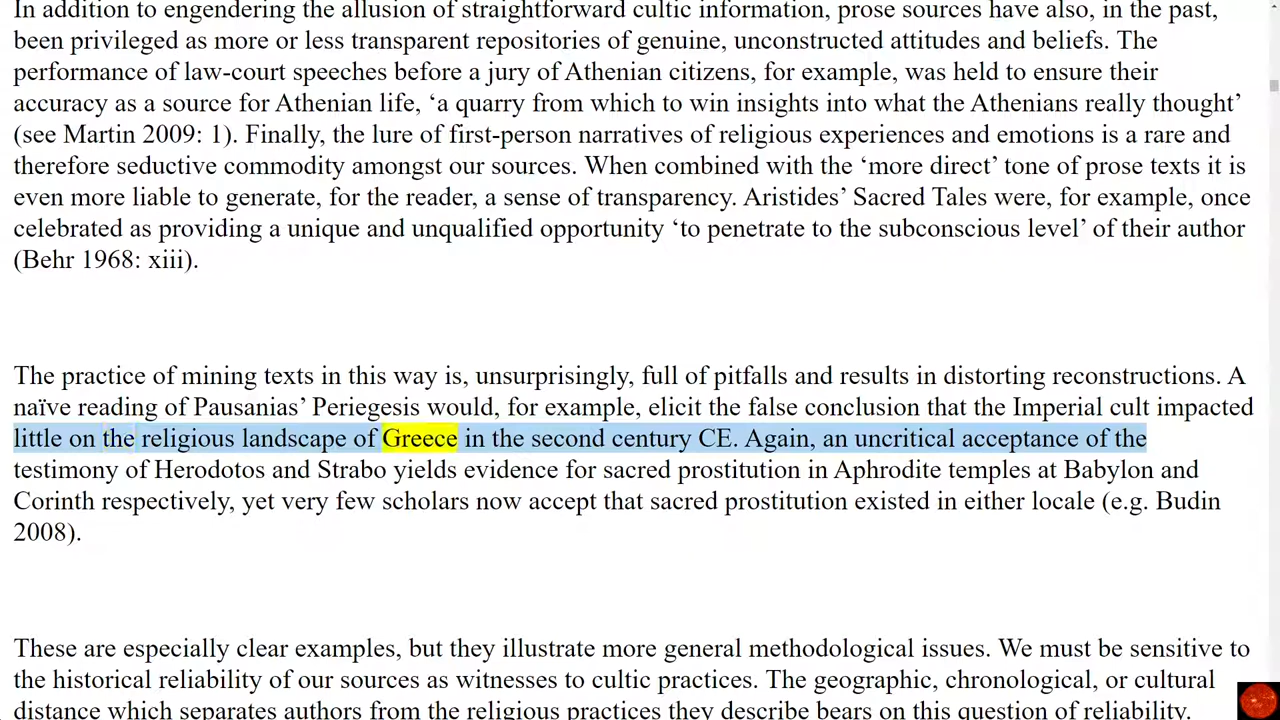 In addition to engendering the allusion of straightforward cultic information, prose sources have also, in the past,
been privileged as more or less transparent repositories of genuine, unconstructed attitudes and beliefs. The
performance of law-court speeches before a jury of Athenian citizens, for example, was held to ensure their
accuracy as a source for Athenian life, ‘a quarry from which to win insights into what the Athenians really thought’
(see Martin 2009: 1). Finally, the lure of first-person narratives of religious experiences and emotions is a rare and
therefore seductive commodity amongst our sources. When combined with the ‘more direct’ tone of prose texts it is
even more liable to generate, for the reader, a sense of transparency. Aristides’ Sacred Tales were, for example, once
celebrated as providing a unique and unqualified opportunity ‘to penetrate to the subconscious level’ of their author
(Behr 1968: xiii).
The practice of mining texts in this way is, unsurprisingly, full of pitfalls and results in distorting reconstructions. A
naïve reading of Pausanias’ Periegesis would, for example, elicit the false conclusion that the Imperial cult impacted
little on the religious landscape of Greece in the second century CE. Again, an uncritical acceptance of the
testimony of Herodotos and Strabo yields evidence for sacred prostitution in Aphrodite temples at Babylon and
Corinth respectively, yet very few scholars now accept that sacred prostitution existed in either locale (e.g. Budin
2008).
These are especially clear examples, but they illustrate more general methodological issues. We must be sensitive to
the historical reliability of our sources as witnesses to cultic practices. The geographic, chronological, or cultural
distance which separates authors from the religious practices they describe bears on this question of reliability.